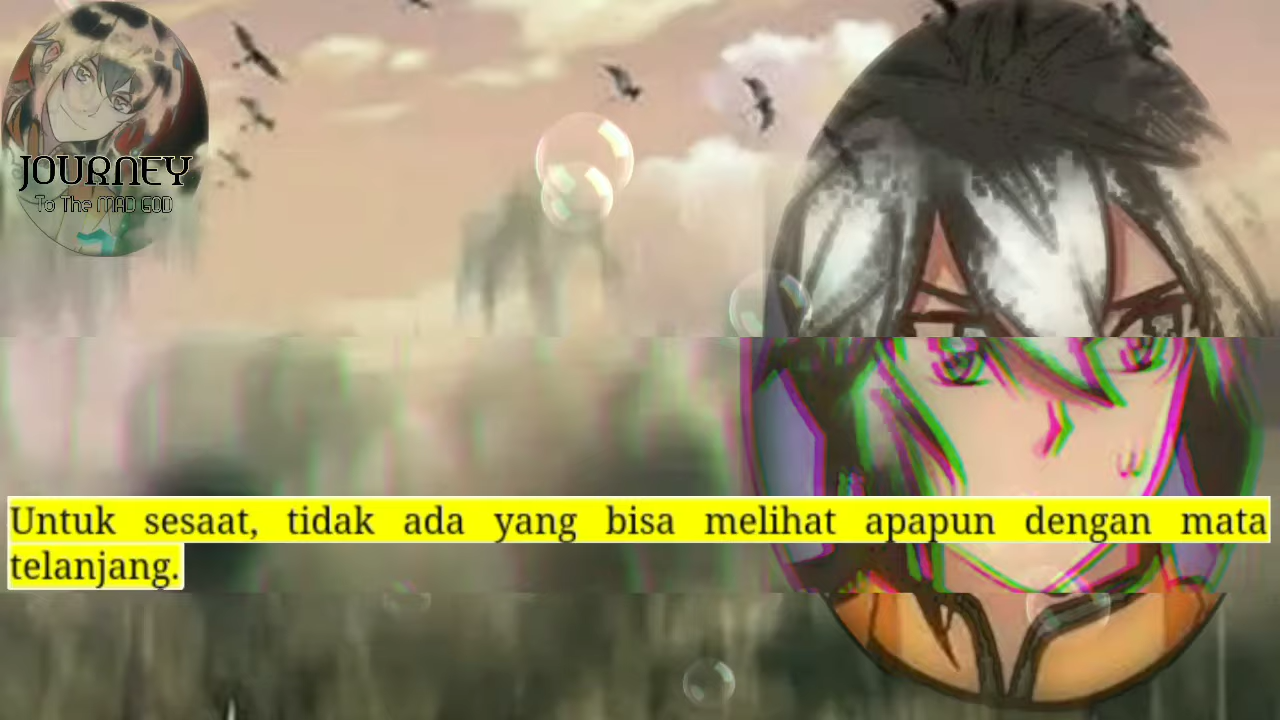 JOURNEY
To The MAD GOD
Untuk sesaat, tidak ada yang bisa melihat apapun dengan mata
telanjang.